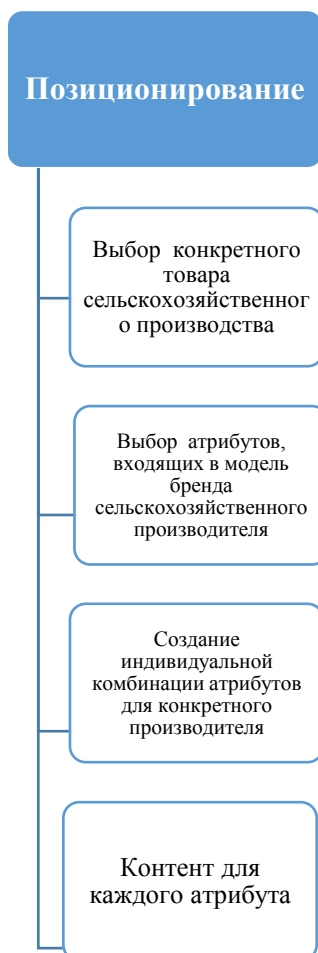 Позиционирование
Выбор конкретного
товара
сельскохозяйственног
о производства
Выбор атрибутов,
входящих в модель
бренда
сельскохозяйственного
производителя
Создание
индивидуальной
комбинации атрибутов
для конкретного
производителя
Контент для
каждого атрибута